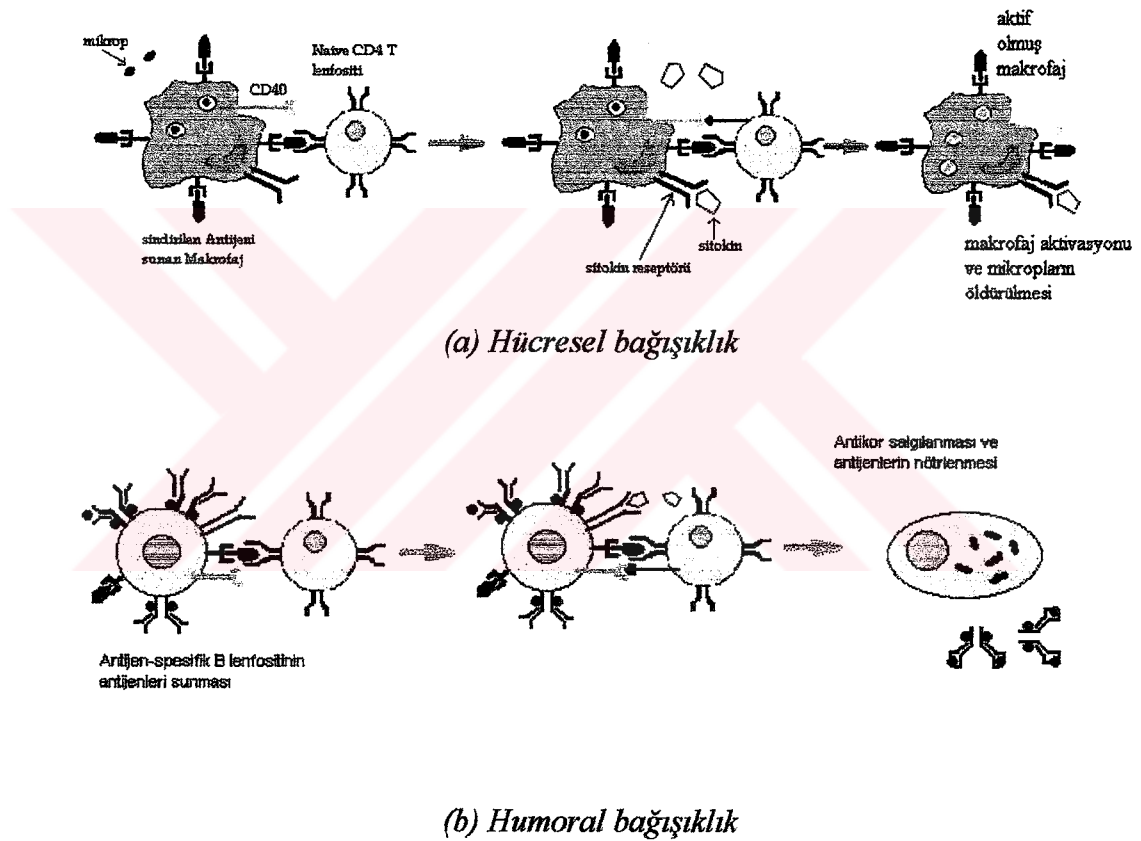 mikrop
Naive CD4 T
lenfositi
CD40
sindirilen Antijeni
sunan Makrofaj
sitokin
sitokin reseptörü
aktif
olmuş
makrofaj
makrofaj aktivasyonu
ve mikropların
öldürülmesi
(a) Hücresel bağışıklık
Antikor salgılanması ve
antijenlerin nötrlenmesi
Antijen-spesifik B lenfositinin
antijenleri sunması
(b) Humoral bağışıklık